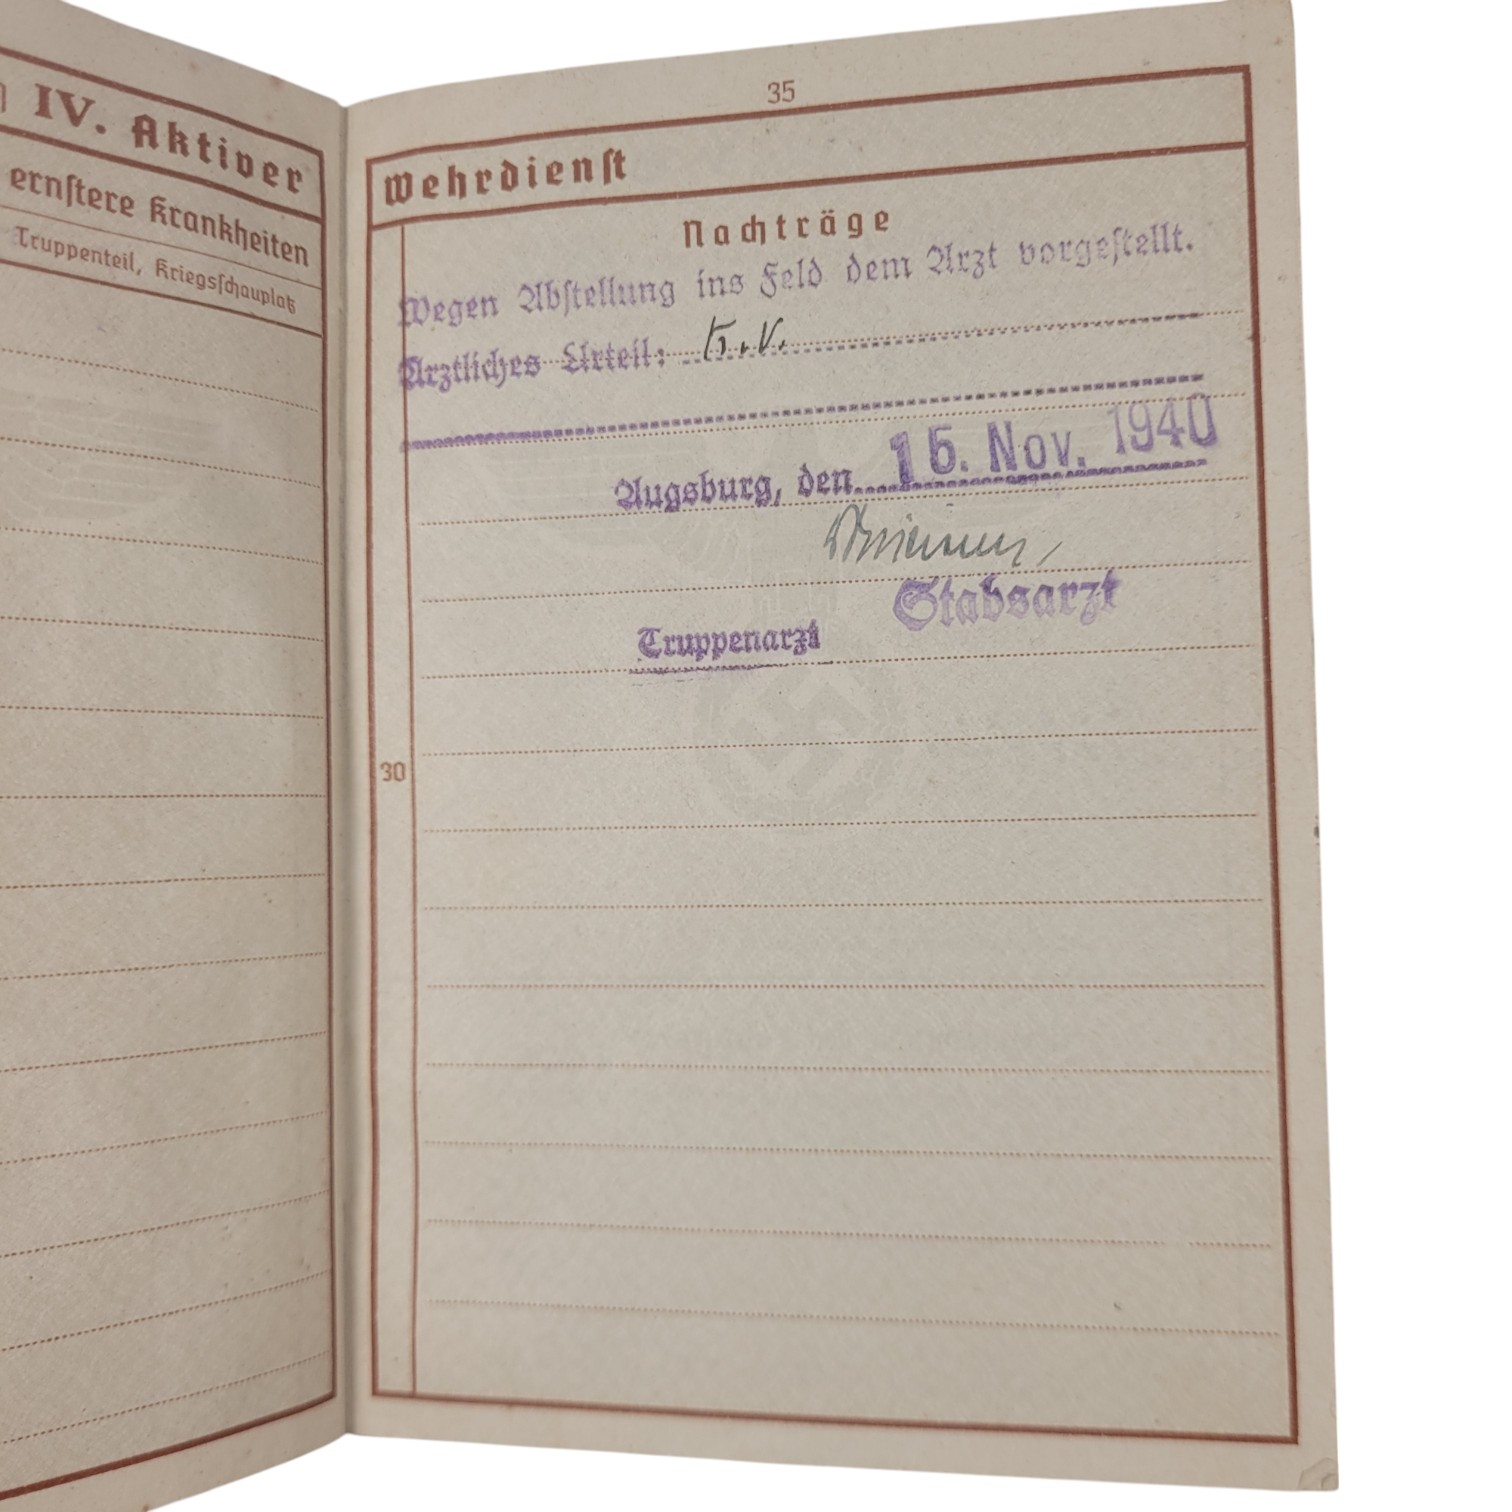 IV. Aktiver
ernstere Krankheiten
Truppenteil, Kriegsschauplatz
35
Wehrdienst
Nachträge
Wegen Abstellung ins Feld dem Arzt vorgestellt.
Ärztliches Urteil: k.v.
Augsburg, den 16. Nov. 1940
Stabsarzt
Truppenarzt
30